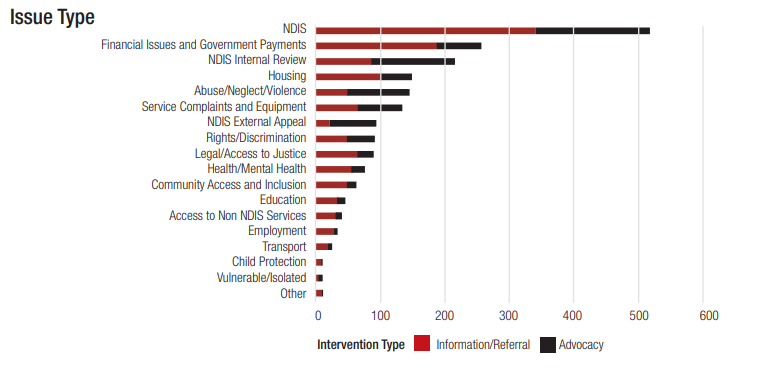 Issue Type
NDIS
Financial Issues and Government Payments
NDIS Internal Review
Housing
Abuse/Neglect/Violence
Service Complaints and Equipment
NDIS External Appeal
Rights/Discrimination
Legal/Access to Justice
Health/Mental Health
Community Access and Inclusion
Education
Access to Non NDIS Services
Employment
Transport
Child Protection
Vulnerable/Isolated
Other
0 100 200 300 400 500 600
Intervention Type Information/Referral Advocacy